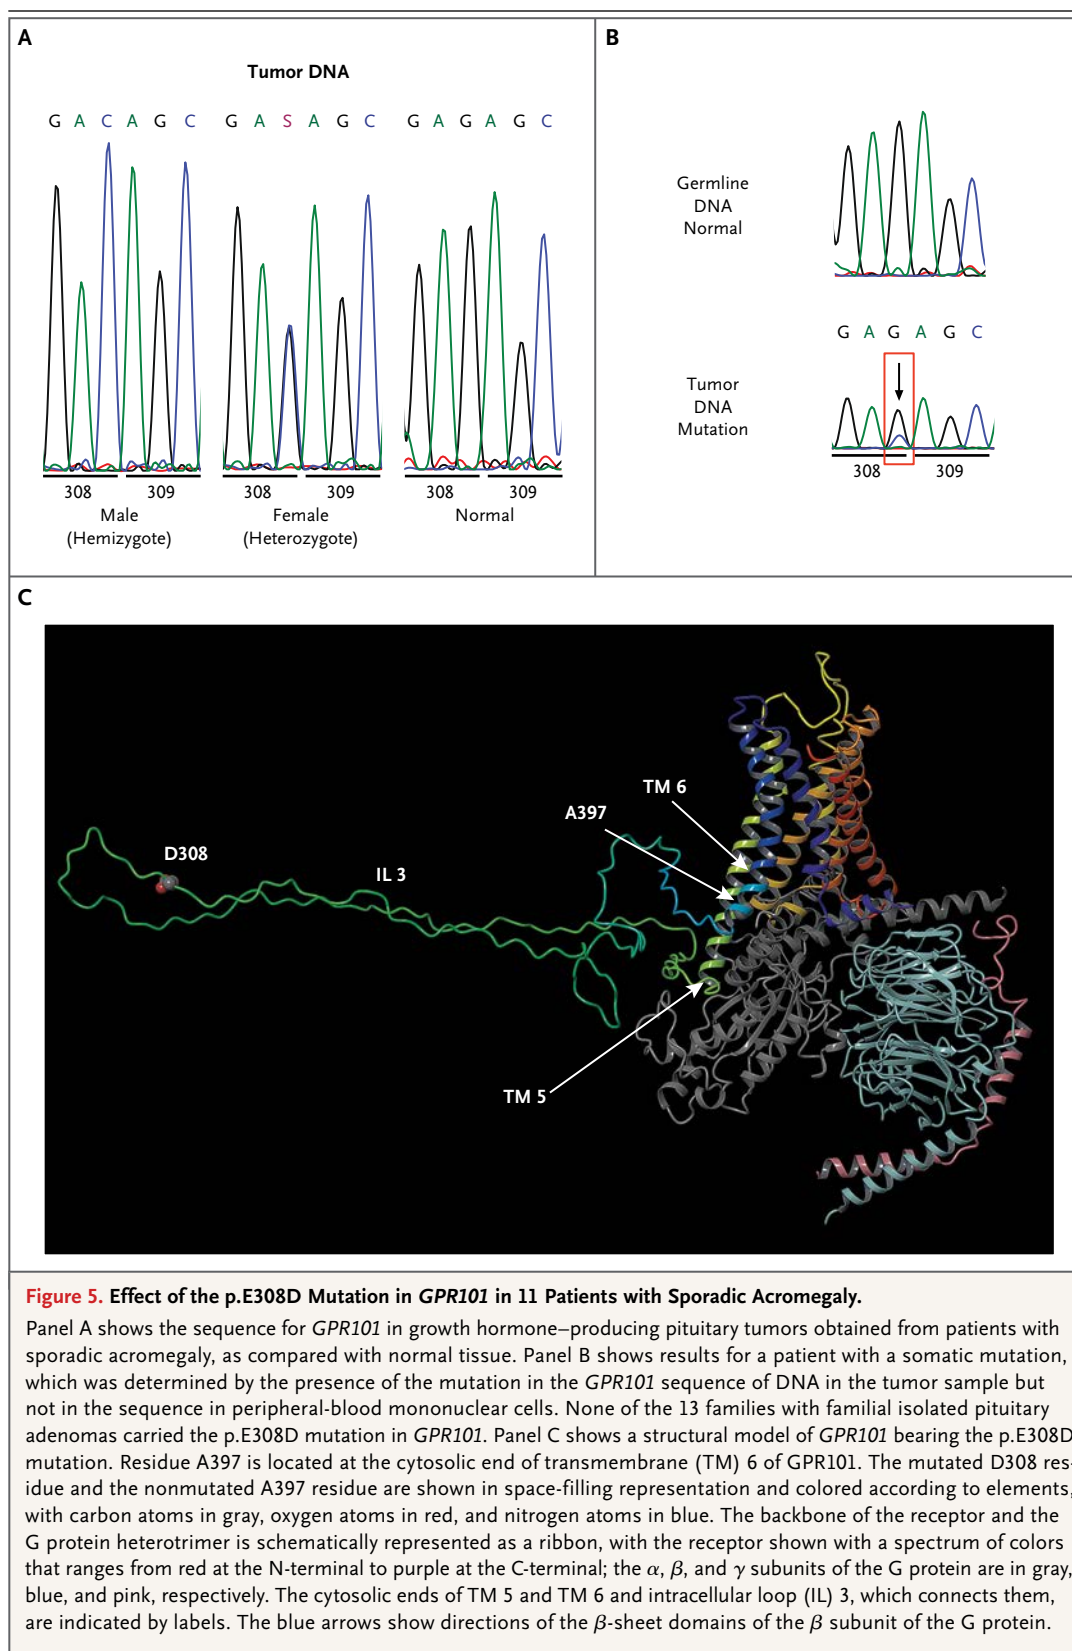 A
Tumor DNA
G A C A G C G A S A G C G A G A G C
308 309 308 309 308 309
Male Female Normal
(Hemizygote) (Heterozygote)
B
Germline
DNA
Normal
G A G A G C
Tumor
DNA
Mutation
308 309
C
TM 6
A397
D308
IL 3
TM 5
Figure 5. Effect of the p.E308D Mutation in GPR101 in 11 Patients with Sporadic Acromegaly.
Panel A shows the sequence for GPR101 in growth hormone–producing pituitary tumors obtained from patients with
sporadic acromegaly, as compared with normal tissue. Panel B shows results for a patient with a somatic mutation,
which was determined by the presence of the mutation in the GPR101 sequence of DNA in the tumor sample but
not in the sequence in peripheral-blood mononuclear cells. None of the 13 families with familial isolated pituitary
adenomas carried the p.E308D mutation in GPR101. Panel C shows a structural model of GPR101 bearing the p.E308D
mutation. Residue A397 is located at the cytosolic end of transmembrane (TM) 6 of GPR101. The mutated D308 res-
idue and the nonmutated A397 residue are shown in space-filling representation and colored according to elements,
with carbon atoms in gray, oxygen atoms in red, and nitrogen atoms in blue. The backbone of the receptor and the
G protein heterotrimer is schematically represented as a ribbon, with the receptor shown with a spectrum of colors
that ranges from red at the N-terminal to purple at the C-terminal; the α, β, and γ subunits of the G protein are in gray,
blue, and pink, respectively. The cytosolic ends of TM 5 and TM 6 and intracellular loop (IL) 3, which connects them,
are indicated by labels. The blue arrows show directions of the β-sheet domains of the β subunit of the G protein.